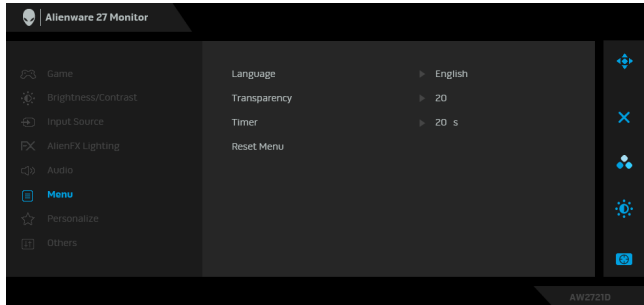 Alienware 27 Monitor
Game
Brightness/Contrast
Input Source
AlienFX Lighting
Audio
Menu
Personalize
Others
Language English
Transparency 20
Timer 20 s
Reset Menu
AW2721D